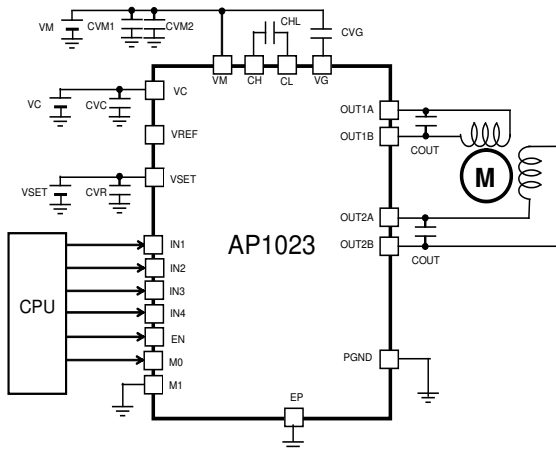 VM
CVM1
CVM2
CHL
CVG
VM
CH
CL
VG
VC
CVC
VC
VREF
VSET
CVR
VSET
OUT1A
OUT1B
COUT
M
OUT2A
OUT2B
COUT
AP1023
CPU
IN1
IN2
IN3
IN4
EN
M0
M1
PGND
EP